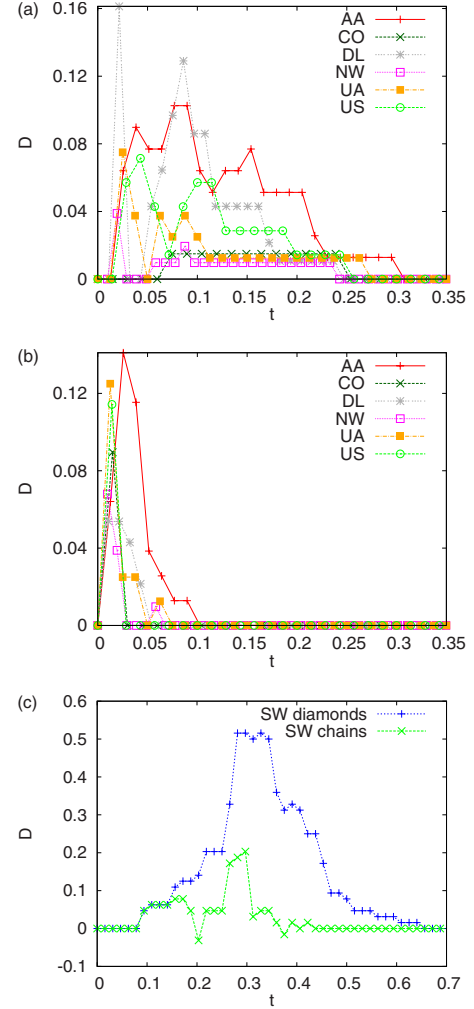 (a)
0.16
0.12
0.08
0.04
0
D
AA
CO
DL
NW
UA
US
0 0.05 0.1 0.15 0.2 0.25 0.3 0.35
t
(b)
0.12
0.08
0.04
0
D
AA
CO
DL
NW
UA
US
0 0.05 0.1 0.15 0.2 0.25 0.3 0.35
t
(c)
0.6
0.5
0.4
0.3
0.2
0.1
0
-0.1
D
SW diamonds
SW chains
0 0.1 0.2 0.3 0.4 0.5 0.6 0.7
t